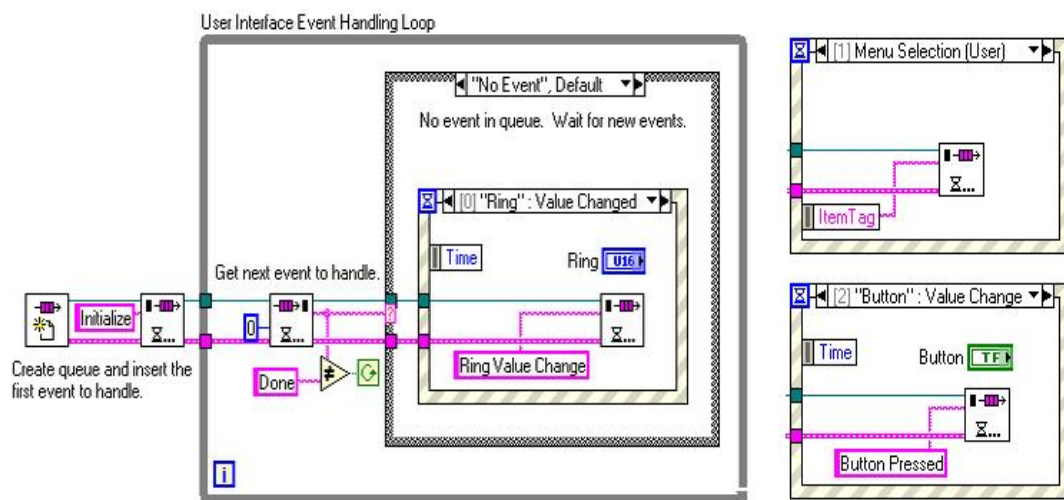 User Interface Event Handling Loop
"No Event", Default
No event in queue. Wait for new events.
[0] "Ring" : Value Changed
Time
Ring
U16
Get next event to handle.
Initialize
0
?
Ring Value Change
Done
≠
Create queue and insert the
first event to handle.
i
[1] Menu Selection (User)
ItemTag
[2] "Button" : Value Change
Time
Button
TF
Button Pressed